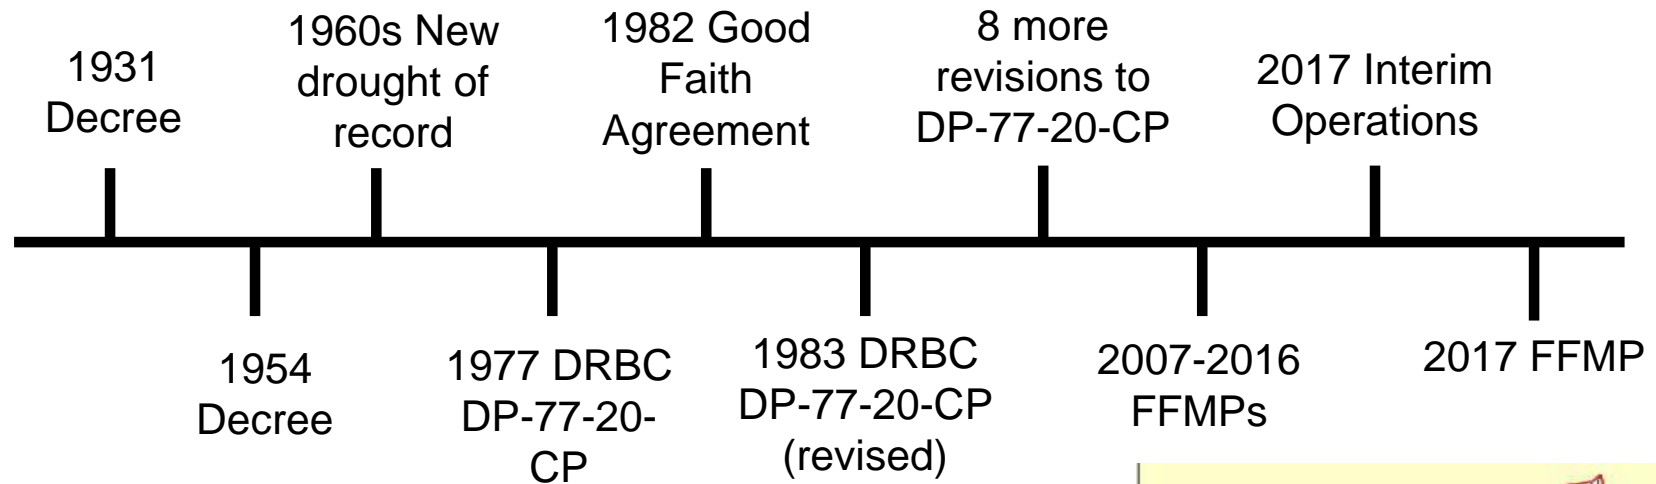 1931
Decree
1954
Decree
1960s New
drought of
record
1977 DRBC
DP-77-20-
CP
1982 Good
Faith
Agreement
1983 DRBC
DP-77-20-CP
(revised)
8 more
revisions to
DP-77-20-CP
2007-2016
FFMPs
2017 Interim
Operations
2017 FFMP